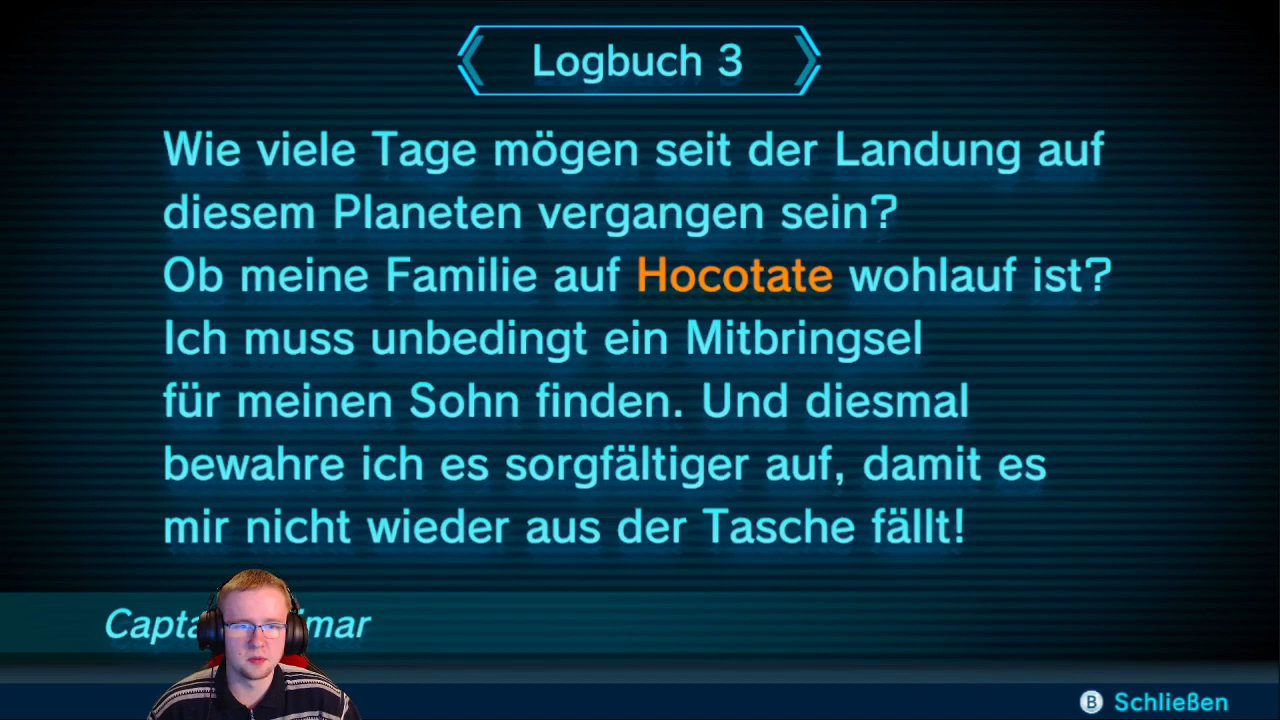 Logbuch 3
Wie viele Tage mögen seit der Landung auf
diesem Planeten vergangen sein?
Ob meine Familie auf Hocotate wohlauf ist?
Ich muss unbedingt ein Mitbringsel
für meinen Sohn finden. Und diesmal
bewahre ich es sorgfältiger auf, damit es
mir nicht wieder aus der Tasche fällt!
B Schließen